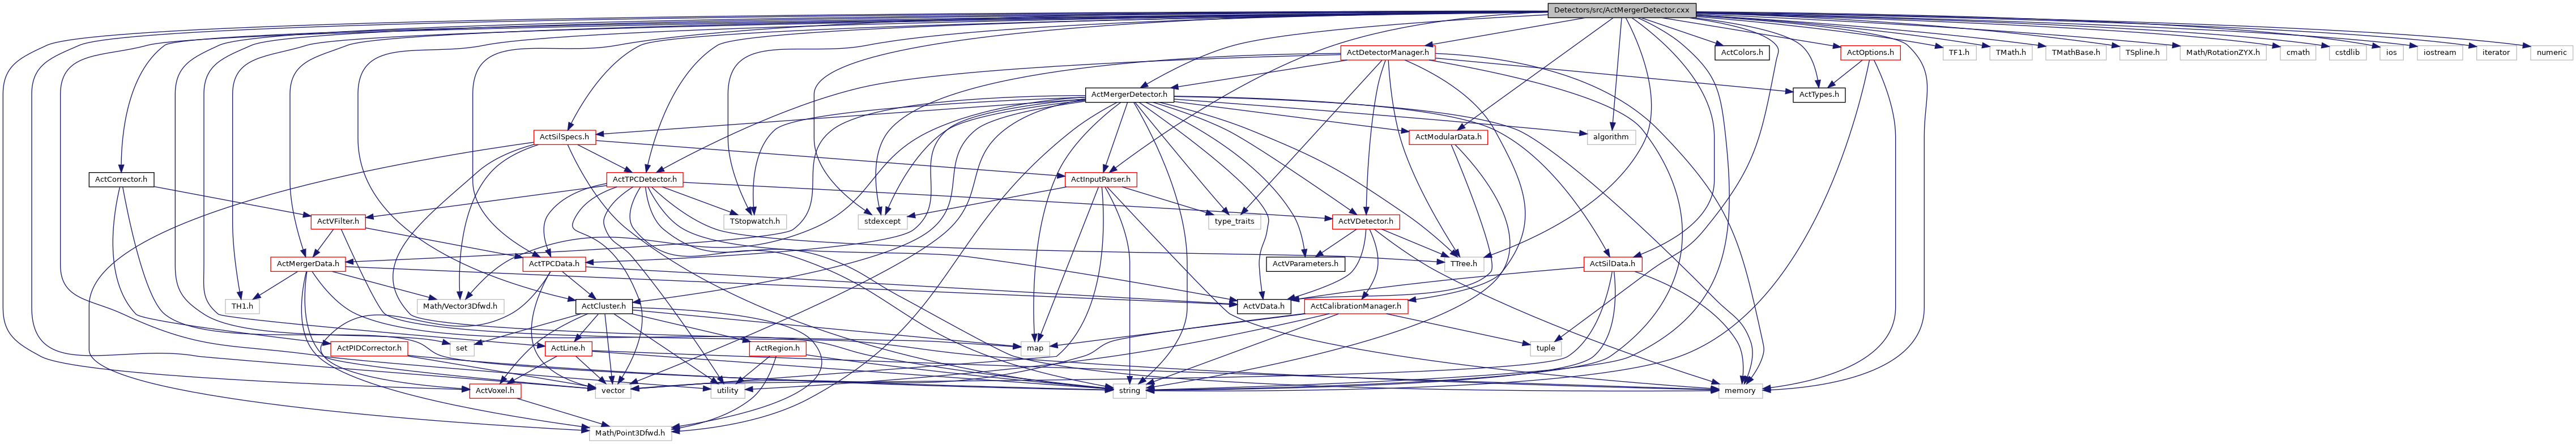 Detectors/src/ActMergerDetector.cxx
ActDetectorManager.h
ActColors.h
ActOptions.h
TF1.h
TMath.h
TMathBase.h
TSpline.h
Math/RotationZYX.h
cmath
cstdlib
ios
iostream
iterator
numeric
ActMergerDetector.h
ActTypes.h
ActSilSpecs.h
ActModularData.h
algorithm
ActCorrector.h
ActTPCDetector.h
ActInputParser.h
ActVFilter.h
TStopwatch.h
stdexcept
type_traits
ActVDetector.h
ActMergerData.h
ActTPCData.h
ActVParameters.h
TTree.h
ActSilData.h
TH1.h
Math/Vector3Dfwd.h
ActCluster.h
ActVData.h
ActCalibrationManager.h
ActPIDCorrector.h
set
ActLine.h
ActRegion.h
map
tuple
ActVoxel.h
vector
utility
string
memory
Math/Point3Dfwd.h